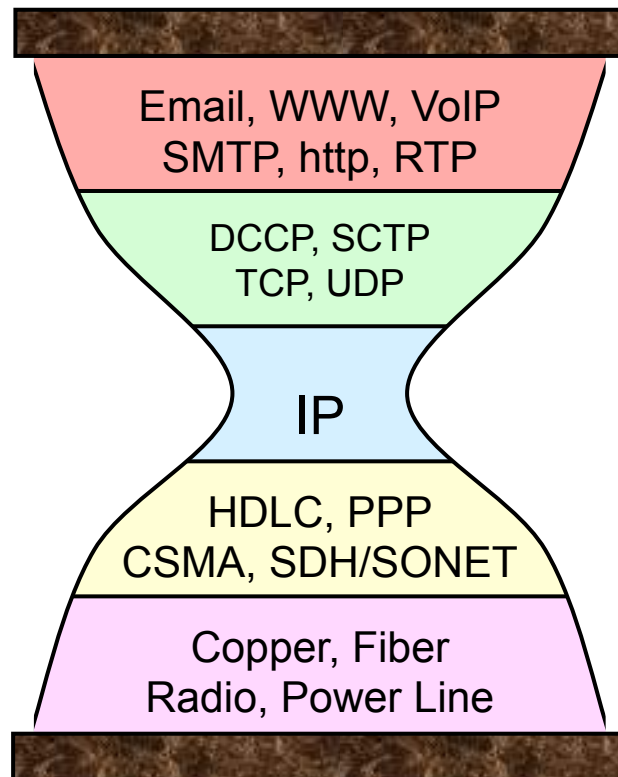 Email, WWW, VoIP
SMTP, http, RTP
DCCP, SCTP
TCP, UDP
IP
HDLC, PPP
CSMA, SDH/SONET
Copper, Fiber
Radio, Power Line